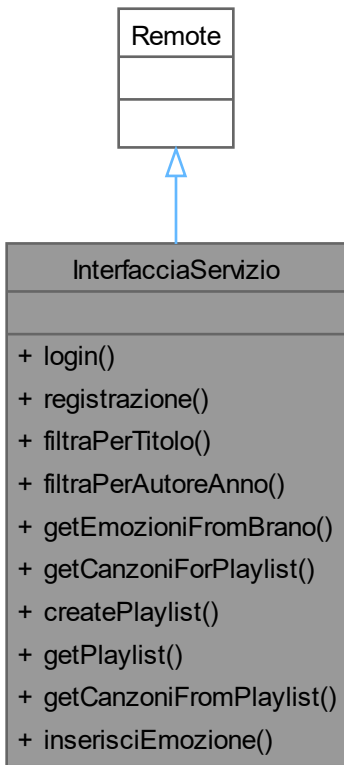 Remote
InterfacciaServizio
+ login()
+ registrazione()
+ filtraPerTitolo()
+ filtraPerAutoreAnno()
+ getEmozioniFromBrano()
+ getCanzoniForPlaylist()
+ createPlaylist()
+ getPlaylist()
+ getCanzoniFromPlaylist()
+ inserisciEmozione()